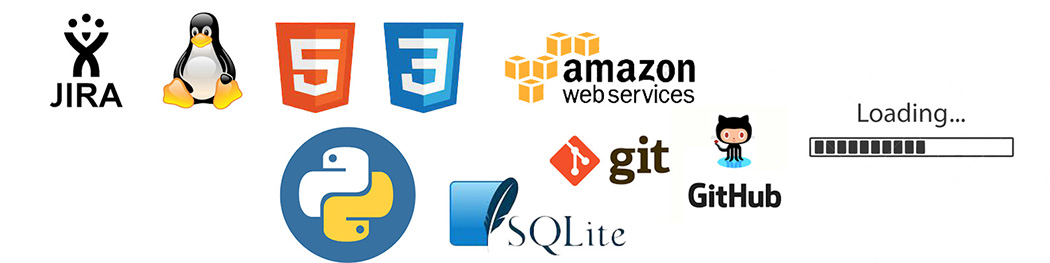 JIRA
5
3
amazon
web services
Loading...
git
GitHub
SQLite